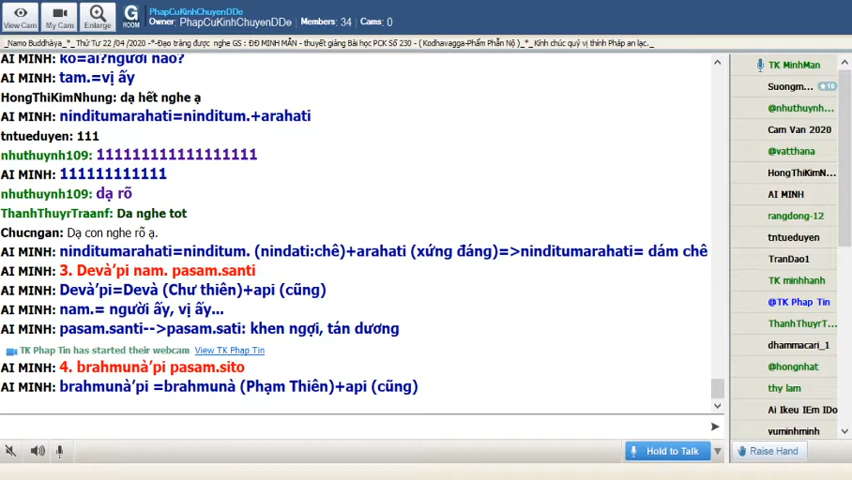 View Cam
My Cam
Enlarge
G
ROOM
PhapCuKinhChuyenDDe
Owner: PhapCuKinhChuyenDDe Members: 34 Cams: 0
_Namo Buddhàya_*_ Thứ Tư 22 /04 /2020 -*-Đạo tràng được nghe GS : ĐĐ MINH MẪN - thuyết giảng Bài học PCK Số 230 - ( Kodhavagga-Phẩm Phẫn Nộ )_*_ Kính chúc quý vị thính Pháp an lạc._
AI MINH: ko=ai?người nào?
AI MINH: tam.=vị ấy
HongThiKimNhung: dạ hết nghe ạ
AI MINH: ninditumarahati=ninditum.+arahati
tntueduyen: 111
nhuthuynh109: 111111111111111111
AI MINH: 111111111111
nhuthuynh109: dạ rõ
ThanhThuyrTraanf: Da nghe tot
Chucngan: Dạ con nghe rõ ạ.
AI MINH: ninditumarahati=ninditum. (nindati:chê)+arahati (xứng đáng)=>ninditumarahati= dám chê
AI MINH: 3. Devà’pi nam. pasam.santi
AI MINH: Devà’pi=Devà (Chư thiên)+api (cũng)
AI MINH: nam.= người ấy, vị ấy...
AI MINH: pasam.santi-->pasam.sati: khen ngợi, tán dương
TK Phap Tin has started their webcam View TK Phap Tin
AI MINH: 4. brahmunà’pi pasam.sito
AI MINH: brahmunà’pi =brahmunà (Phạm Thiên)+api (cũng)
Hold to Talk
TK MinhMan
Suongm... ★10
@nhuthuynh...
Cam Van 2020
@vatthana
HongThiKimN...
AI MINH
rangdong-12
tntueduyen
TranDao1
TK minhhanh
@TK Phap Tin
ThanhThuyrT...
dhammacari_1
@hongnhat
thy lam
Ai Ikeu IEm IDo
vuminhminh
Raise Hand